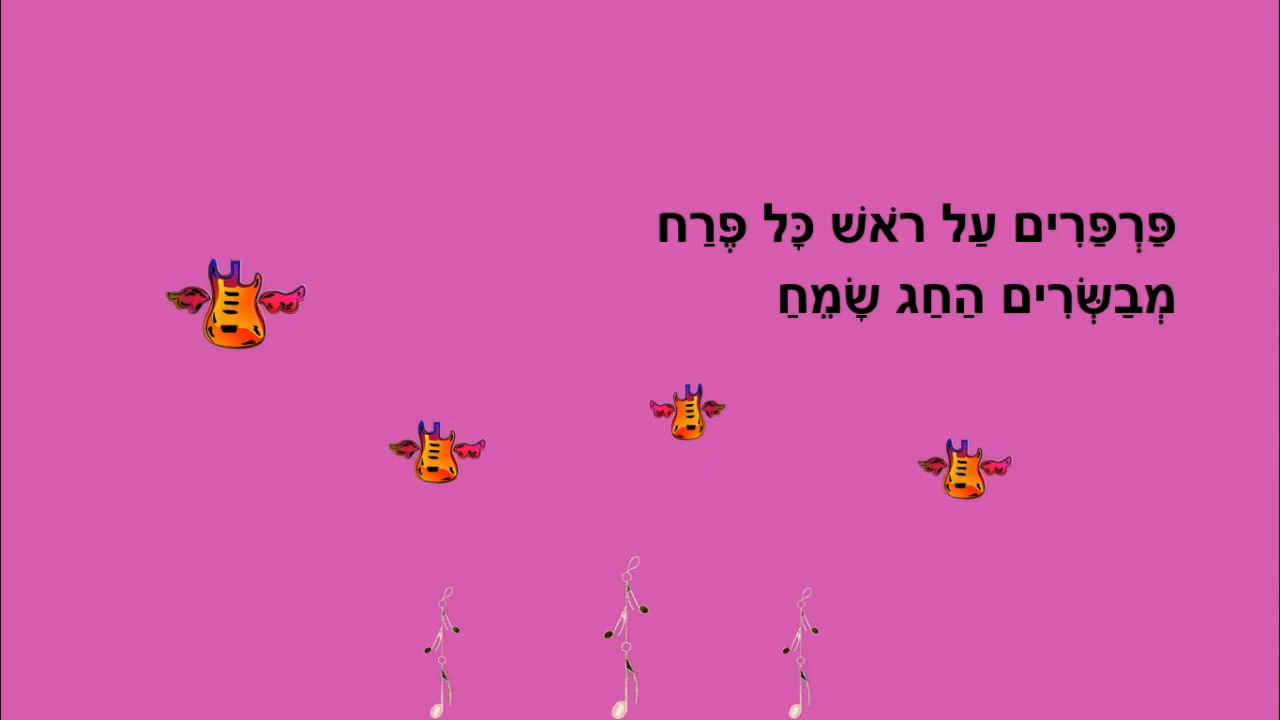 פַּרְפַּרִים עַל רֹאשׁ כָּל פֶּרַח
מְבַשְּׂרִים הַחַג שָׂמֵחַ